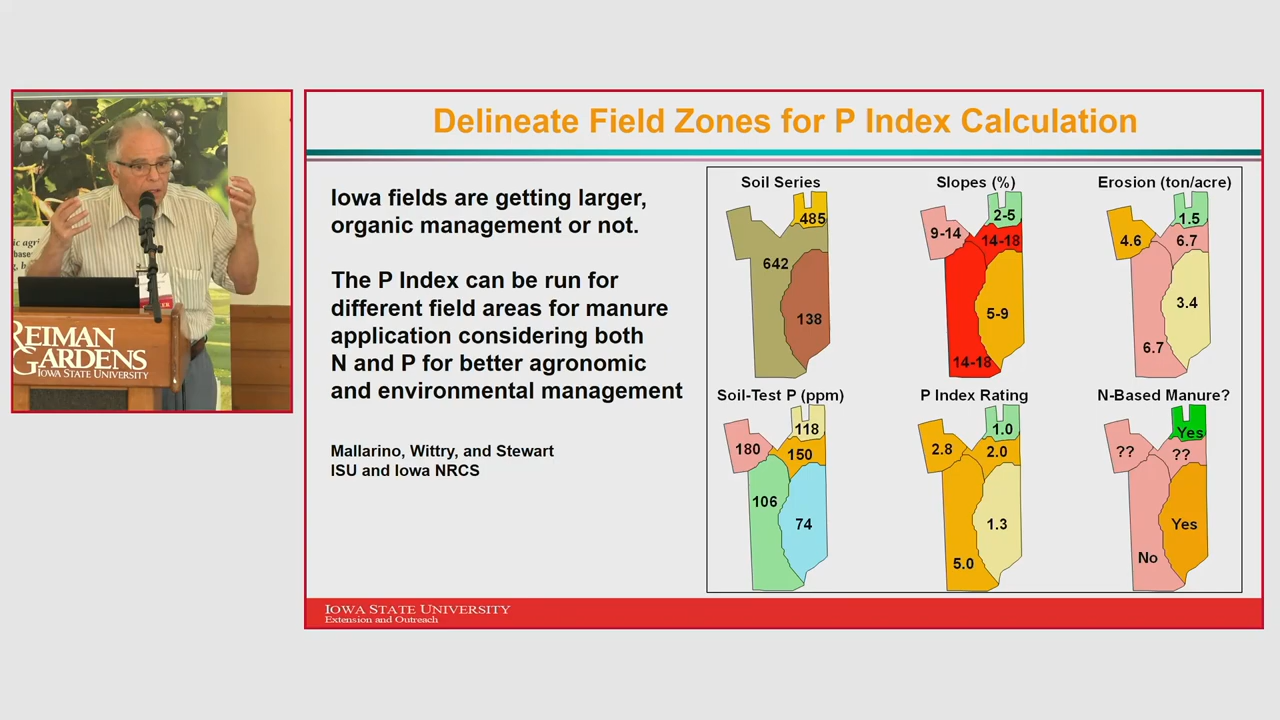 Delineate Field Zones for P Index Calculation
Iowa fields are getting larger,
organic management or not.
The P Index can be run for
different field areas for manure
application considering both
N and P for better agronomic
and environmental management
Mallarino, Wittry, and Stewart
ISU and Iowa NRCS
Soil Series
485
642
138
Slopes (%)
2-5
9-14
14-18
5-9
14-18
Erosion (ton/acre)
1.5
4.6
6.7
3.4
6.7
Soil-Test P (ppm)
118
180
150
106
74
P Index Rating
1.0
2.8
2.0
1.3
5.0
N-Based Manure?
Yes
??
??
Yes
No
IOWA STATE UNIVERSITY
Extension and Outreach
REIMAN
GARDENS
IOWA STATE UNIVERSITY